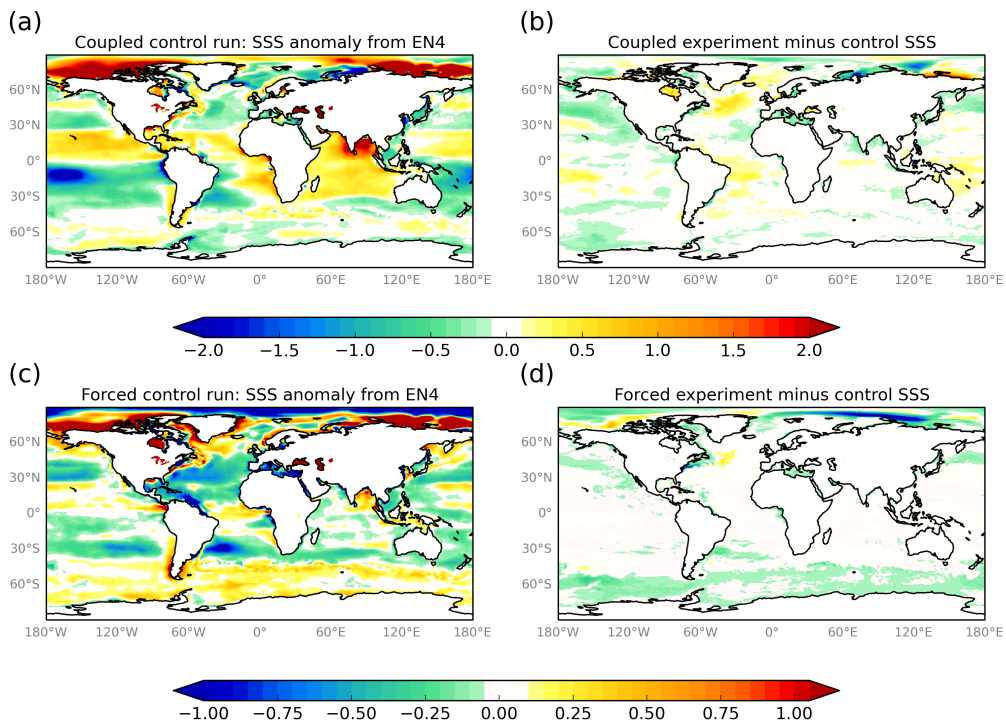 (a)
(b)
Coupled control run: SSS anomaly from EN4
Coupled experiment minus control SSS
60°N
30°N
0°
30°S
60°S
180°W 120°W 60°W 0° 60°E 120°E 180°E
60°N
30°N
0°
30°S
60°S
180°W 120°W 60°W 0° 60°E 120°E 180°E
−2.0 −1.5 −1.0 −0.5 0.0 0.5 1.0 1.5 2.0
(c)
(d)
Forced control run: SSS anomaly from EN4
Forced experiment minus control SSS
60°N
30°N
0°
30°S
60°S
180°W 120°W 60°W 0° 60°E 120°E 180°E
60°N
30°N
0°
30°S
60°S
180°W 120°W 60°W 0° 60°E 120°E 180°E
−1.00 −0.75 −0.50 −0.25 0.00 0.25 0.50 0.75 1.00